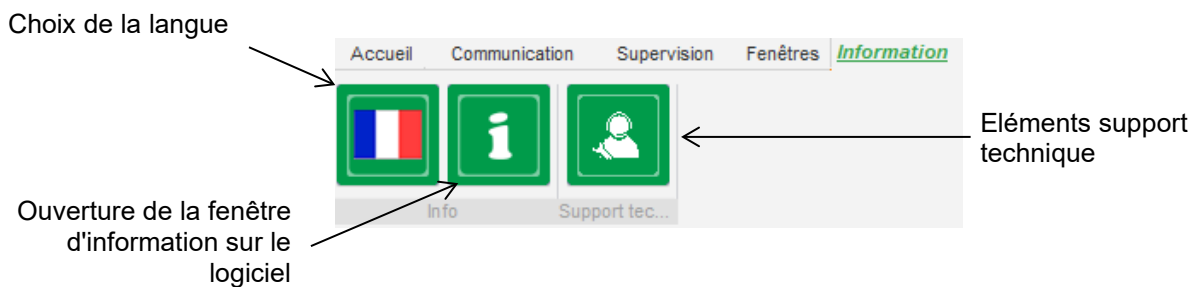 Choix de la langue
Accueil Communication Supervision Fenêtres Information
Eléments support
technique
Ouverture de la fenêtre
d'information sur le
logiciel
Info Support tec...